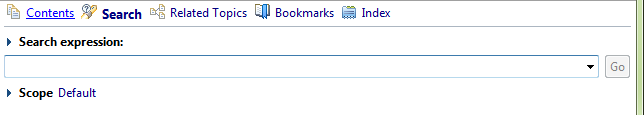 Contents Search Related Topics Bookmarks Index
Search expression:
Go
Scope Default